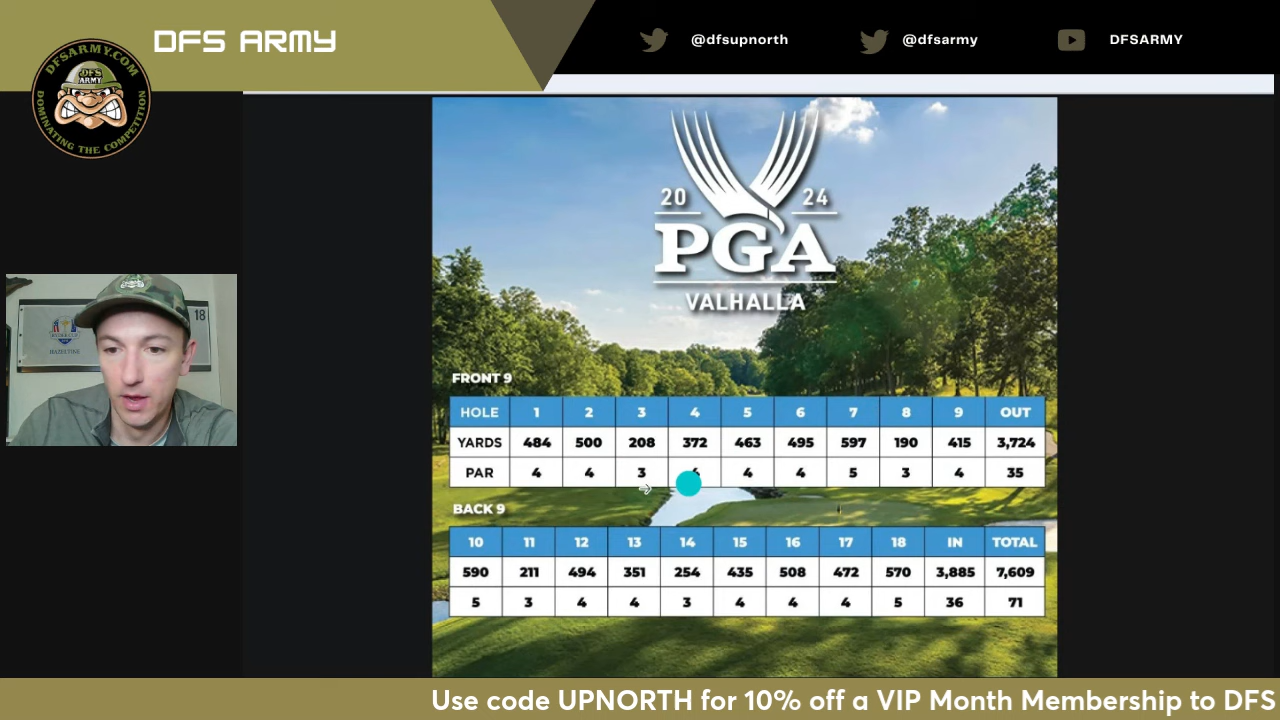 DFS ARMY
@dfsupnorth
@dfsarmy
DFSARMY
DFSARMY.COM
DFS
ARMY
DOMINATING THE COMPETITION
18
RYDER CUP
HAZELTINE
20 24
PGA
VALHALLA
FRONT 9
HOLE 1 2 3 4 5 6 7 8 9 OUT
YARDS 484 500 208 372 463 495 597 190 415 3,724
PAR 4 4 3 4 4 4 5 3 4 35
BACK 9
10 11 12 13 14 15 16 17 18 IN TOTAL
590 211 494 351 254 435 508 472 570 3,885 7,609
5 3 4 4 3 4 4 4 5 36 71
Use code UPNORTH for 10% off a VIP Month Membership to DFS